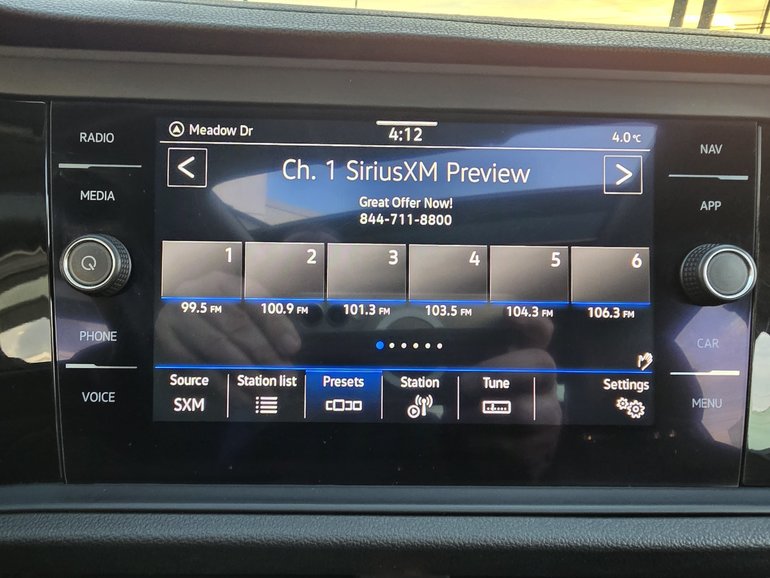 RADIO
MEDIA
PHONE
VOICE
Meadow Dr
4:12
4.0°C
< Ch. 1 SiriusXM Preview >
Great Offer Now!
844-711-8800
1 2 3 4 5 6
99.5 FM 100.9 FM 101.3 FM 103.5 FM 104.3 FM 106.3 FM
Source Station list Presets Station Tune Settings
SXM
NAV
APP
CAR
MENU